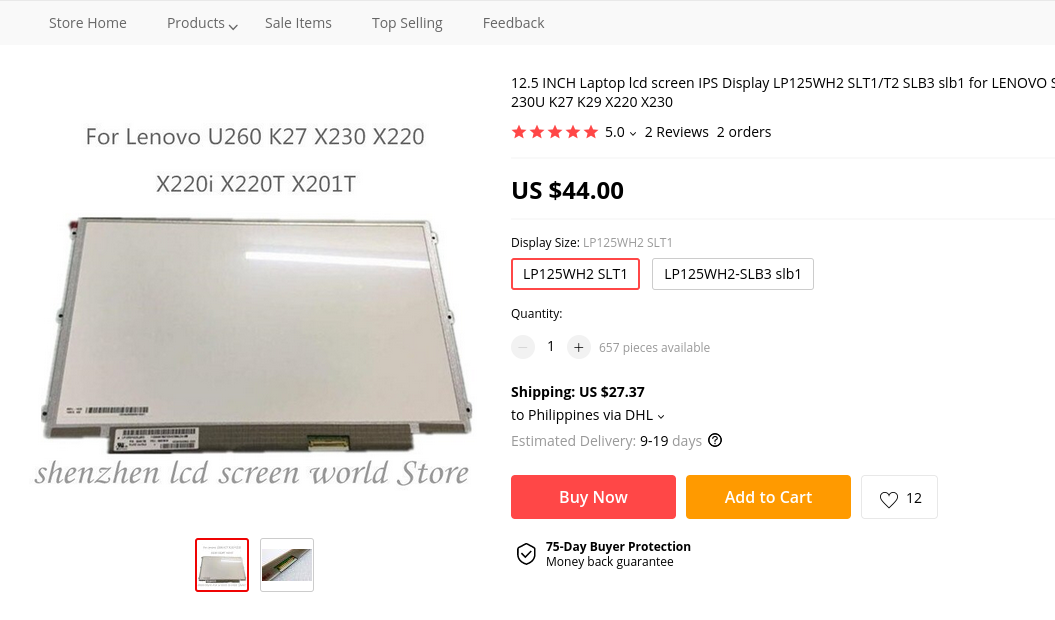 Store Home
Products
Sale Items
Top Selling
Feedback
For Lenovo U260 K27 X230 X220
X220i X220T X201T
shenzhen lcd screen world Store
12.5 INCH Laptop lcd screen IPS Display LP125WH2 SLT1/T2 SLB3 slb1 for LENOVO
230U K27 K29 X220 X230
5.0 2 Reviews 2 orders
US $44.00
Display Size: LP125WH2 SLT1
LP125WH2 SLT1
LP125WH2-SLB3 slb1
Quantity:
1 657 pieces available
Shipping: US $27.37
to Philippines via DHL
Estimated Delivery: 9-19 days
Buy Now
Add to Cart
12
75-Day Buyer Protection
Money back guarantee